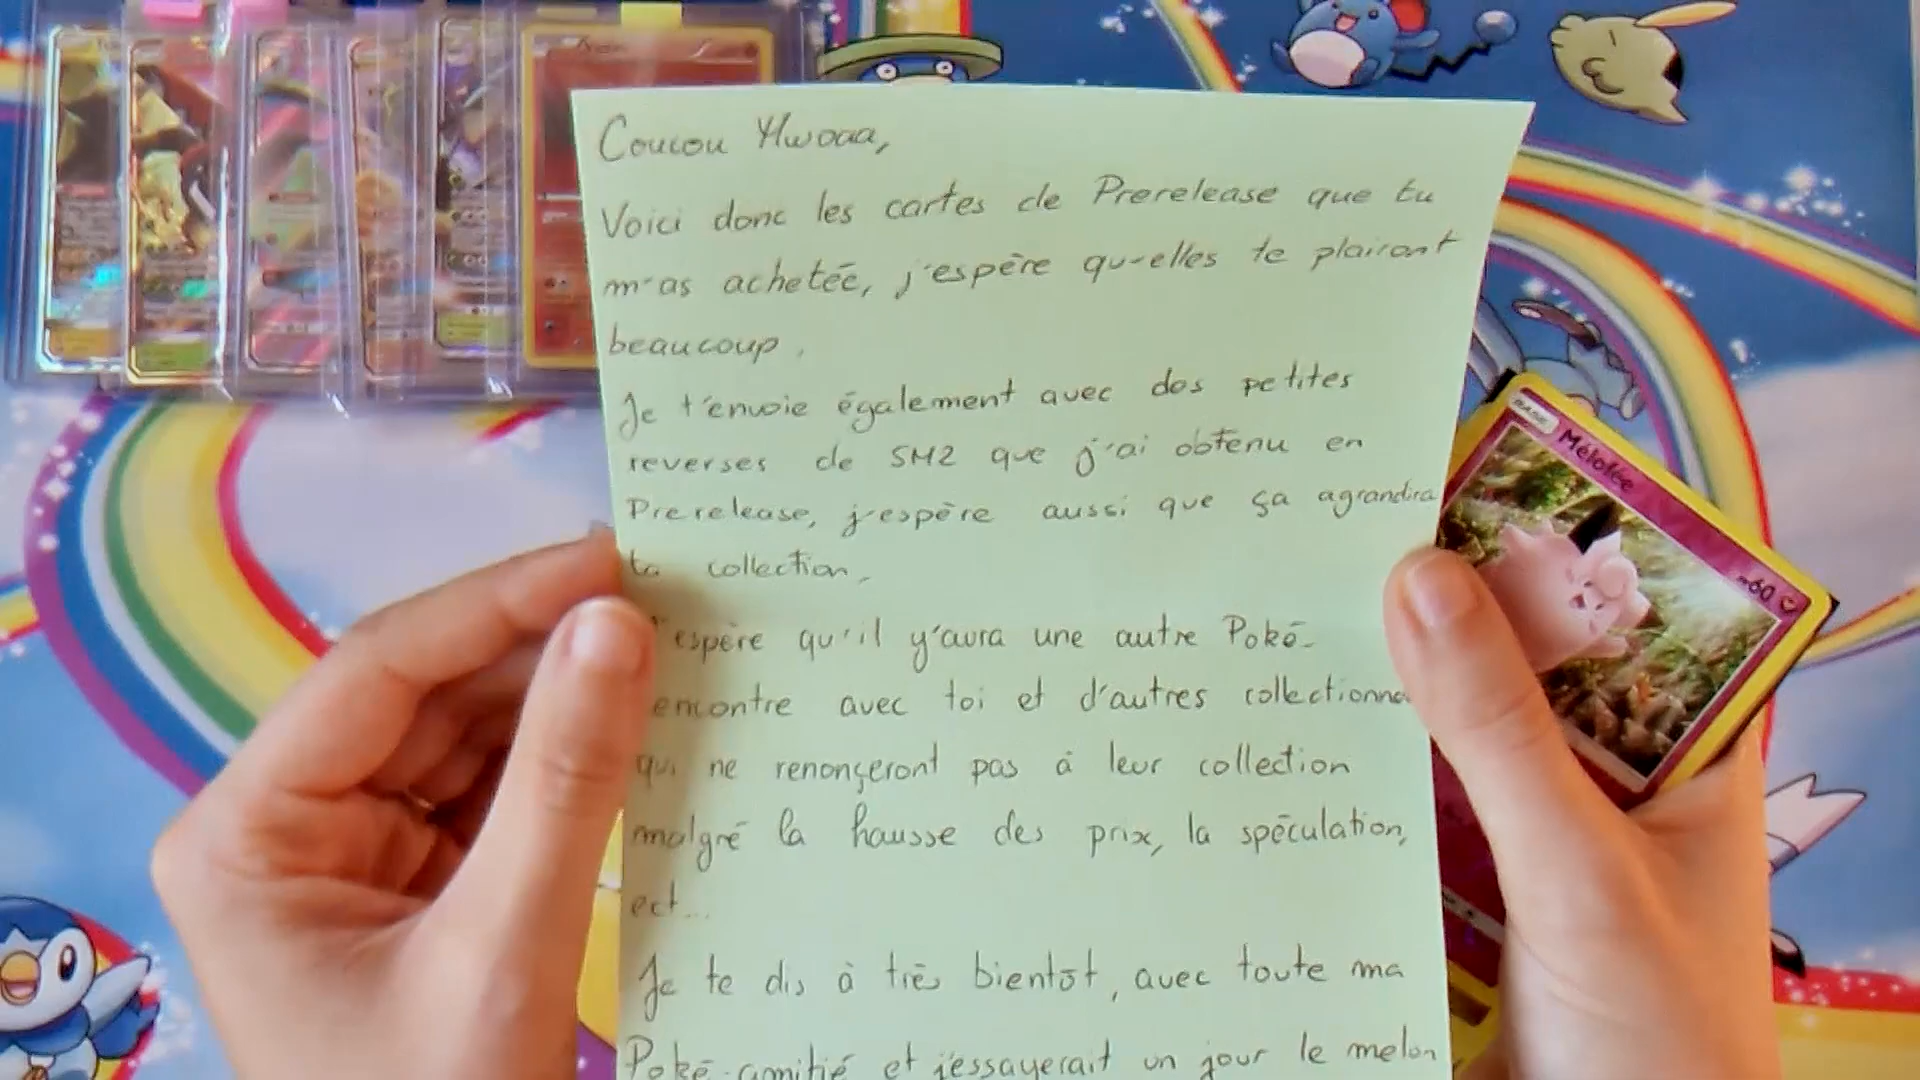 Coucou Hwoaa,
Voici donc les cartes de Prerelease que tu
m'as achetée, j'espère qu'elles te plairont
beaucoup.
Je t'envoie également avec des petites
reverses de SM2 que j'ai obtenu en
Prerelease, j'espère aussi que ça agrandira
ta collection.
espère qu'il y'aura une autre Poké-
encontre avec toi et d'autres collectionne
qui ne renonçeront pas à leur collection
malgré la hausse des prix, la spéculation,
ect...
Je te dis à très bientôt, avec toute ma
Poké-amitié et j'essayerait un jour le melon
BASE
Mélofée
PV60